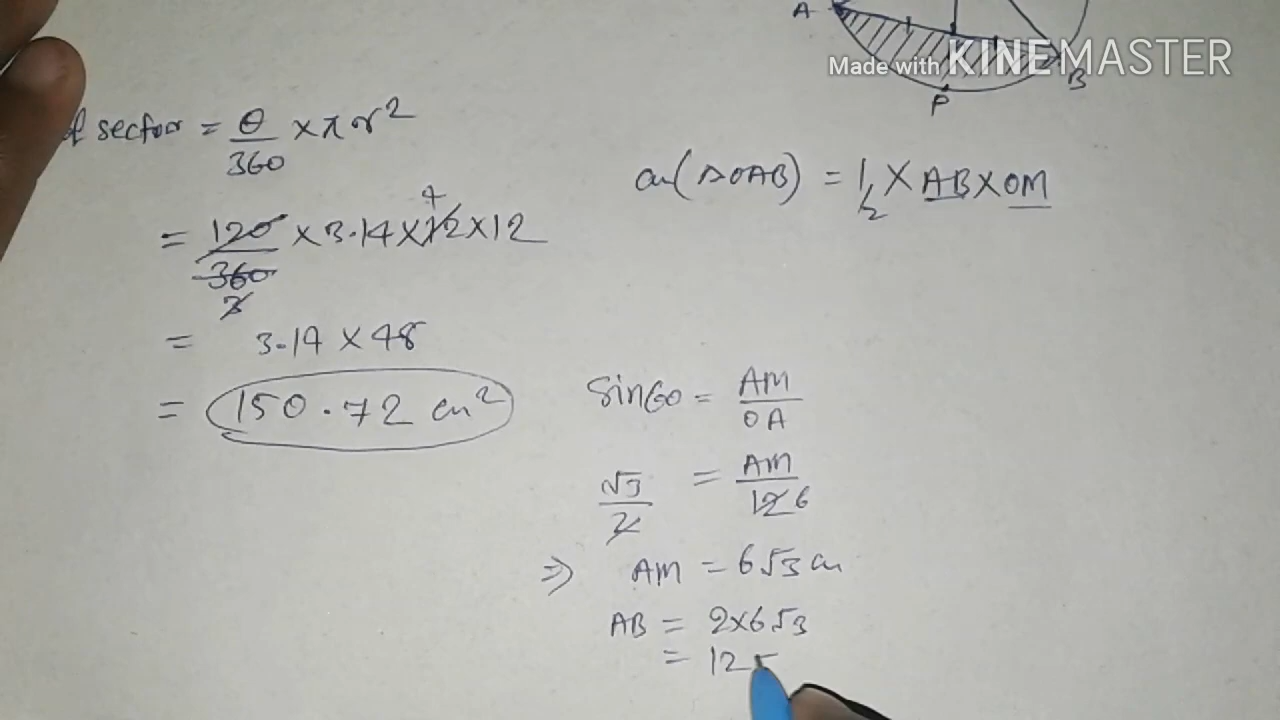 A
Made with KINEMASTER
B
P
of sector = θ/360 × πr²
ar(△OAB) = 1/2 × AB × OM
= 120/360 × 3.14 × 12 × 12
4
3
= 3.14 × 48
= 150.72 cm²
Sin60 = AM/OA
√3/2 = AM/12 6
⇒ AM = 6√3 cm
AB = 2×6√3
= 12